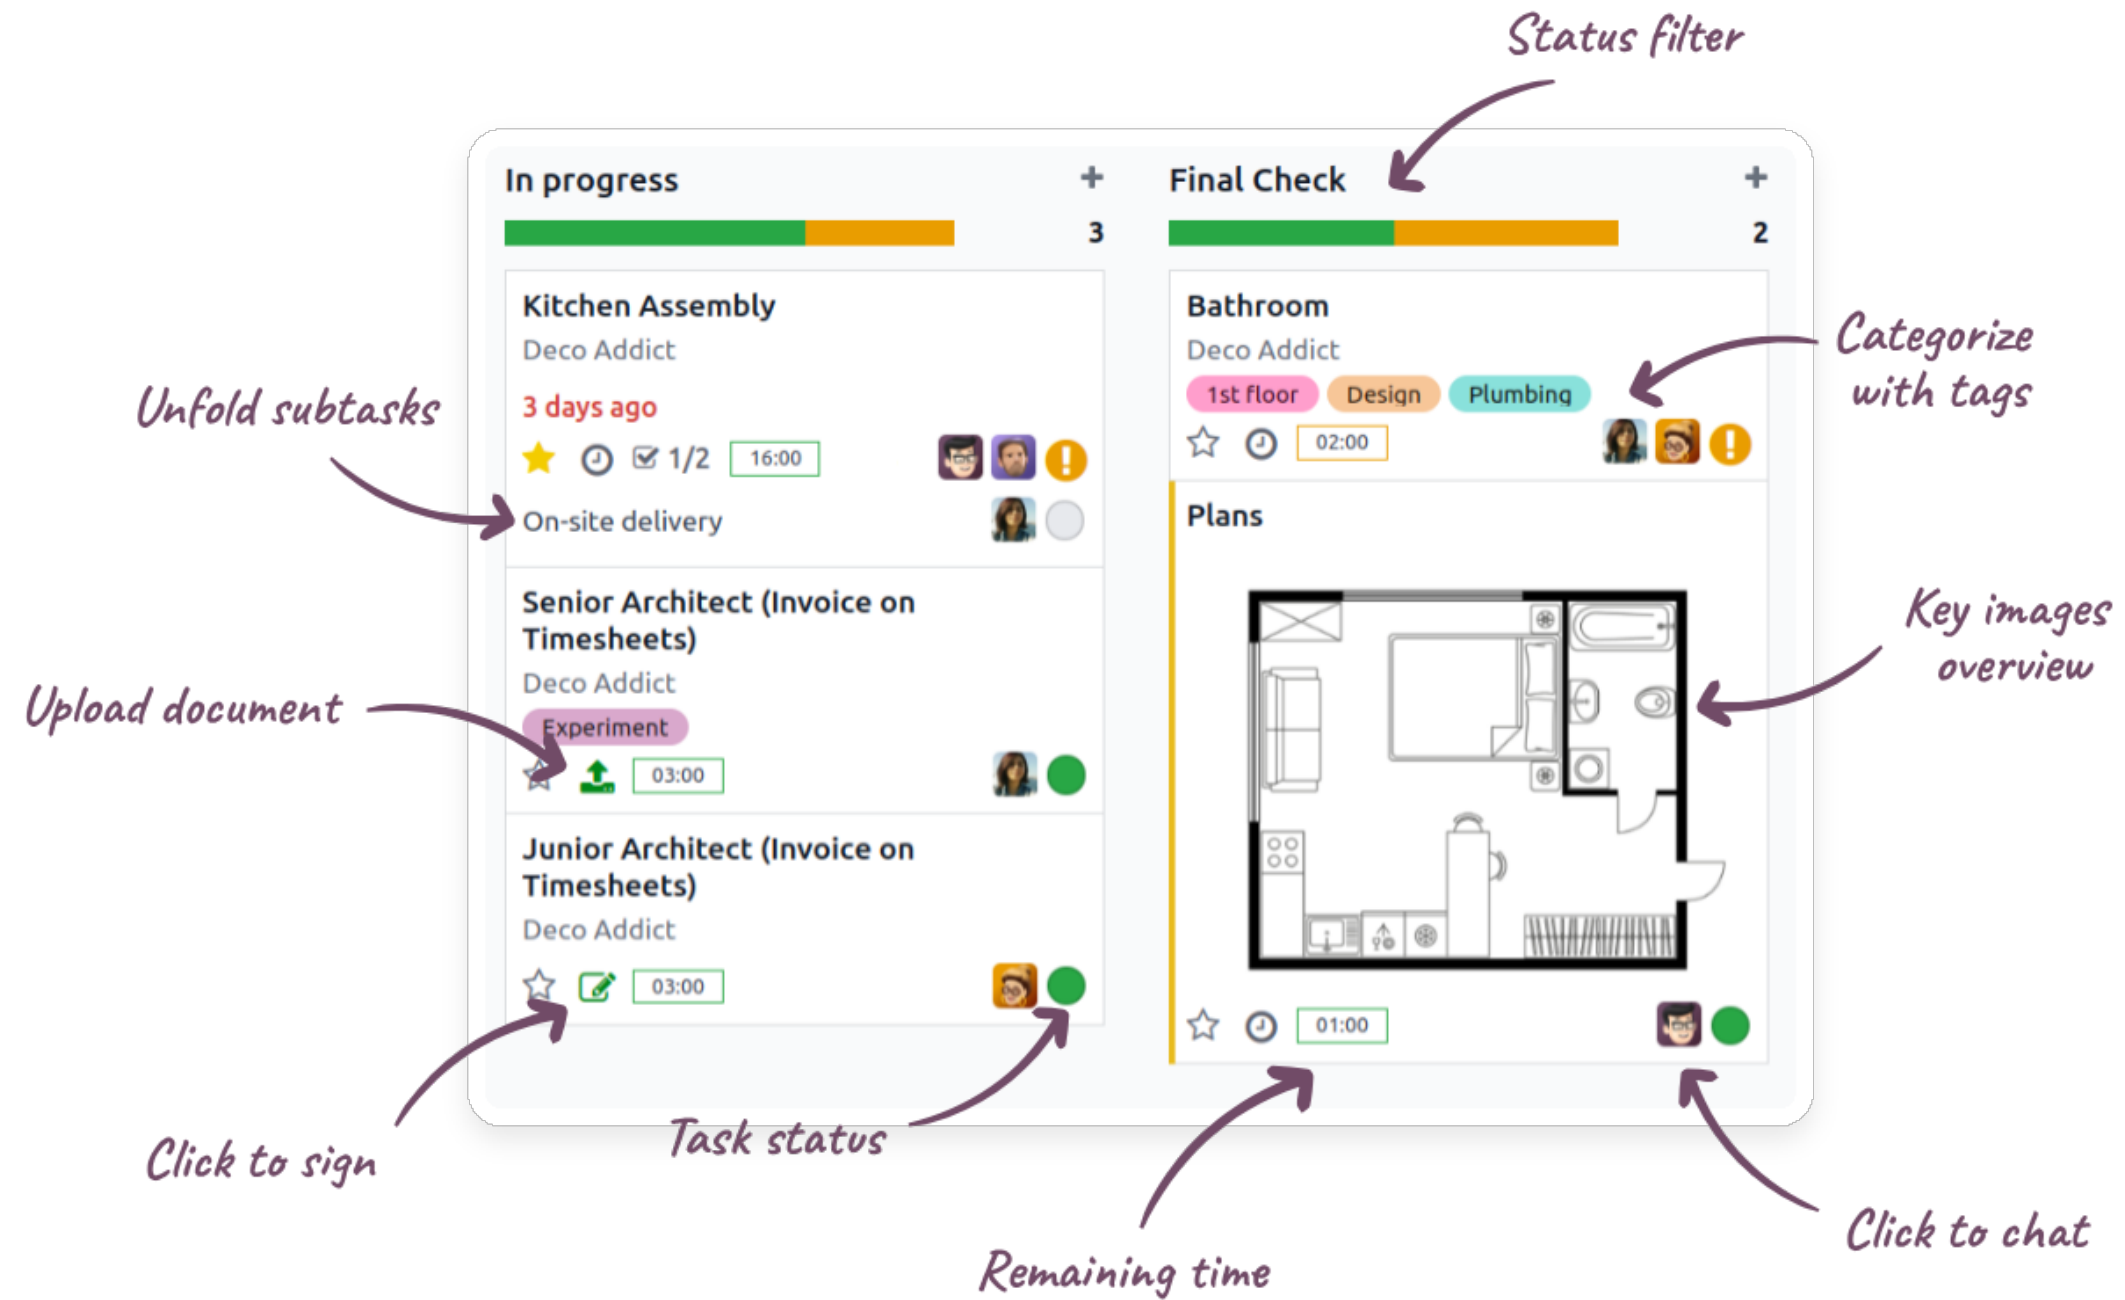 Status filter
In progress
3
Kitchen Assembly
Deco Addict
3 days ago
1/2 16:00
On-site delivery
Senior Architect (Invoice on
Timesheets)
Deco Addict
Experiment
03:00
Junior Architect (Invoice on
Timesheets)
Deco Addict
03:00
Final Check
2
Bathroom
Deco Addict
1st floor Design Plumbing
02:00
Plans
01:00
Unfold subtasks
Upload document
Click to sign
Task status
Remaining time
Categorize
with tags
Key images
overview
Click to chat